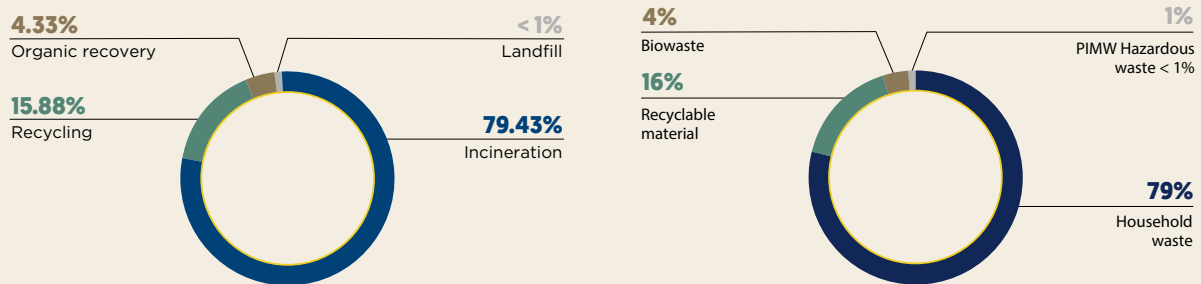 4.33%
Organic recovery
< 1%
Landfill
15.88%
Recycling
79.43%
Incineration
4%
Biowaste
1%
PIMW Hazardous
waste < 1%
16%
Recyclable
material
79%
Household
waste